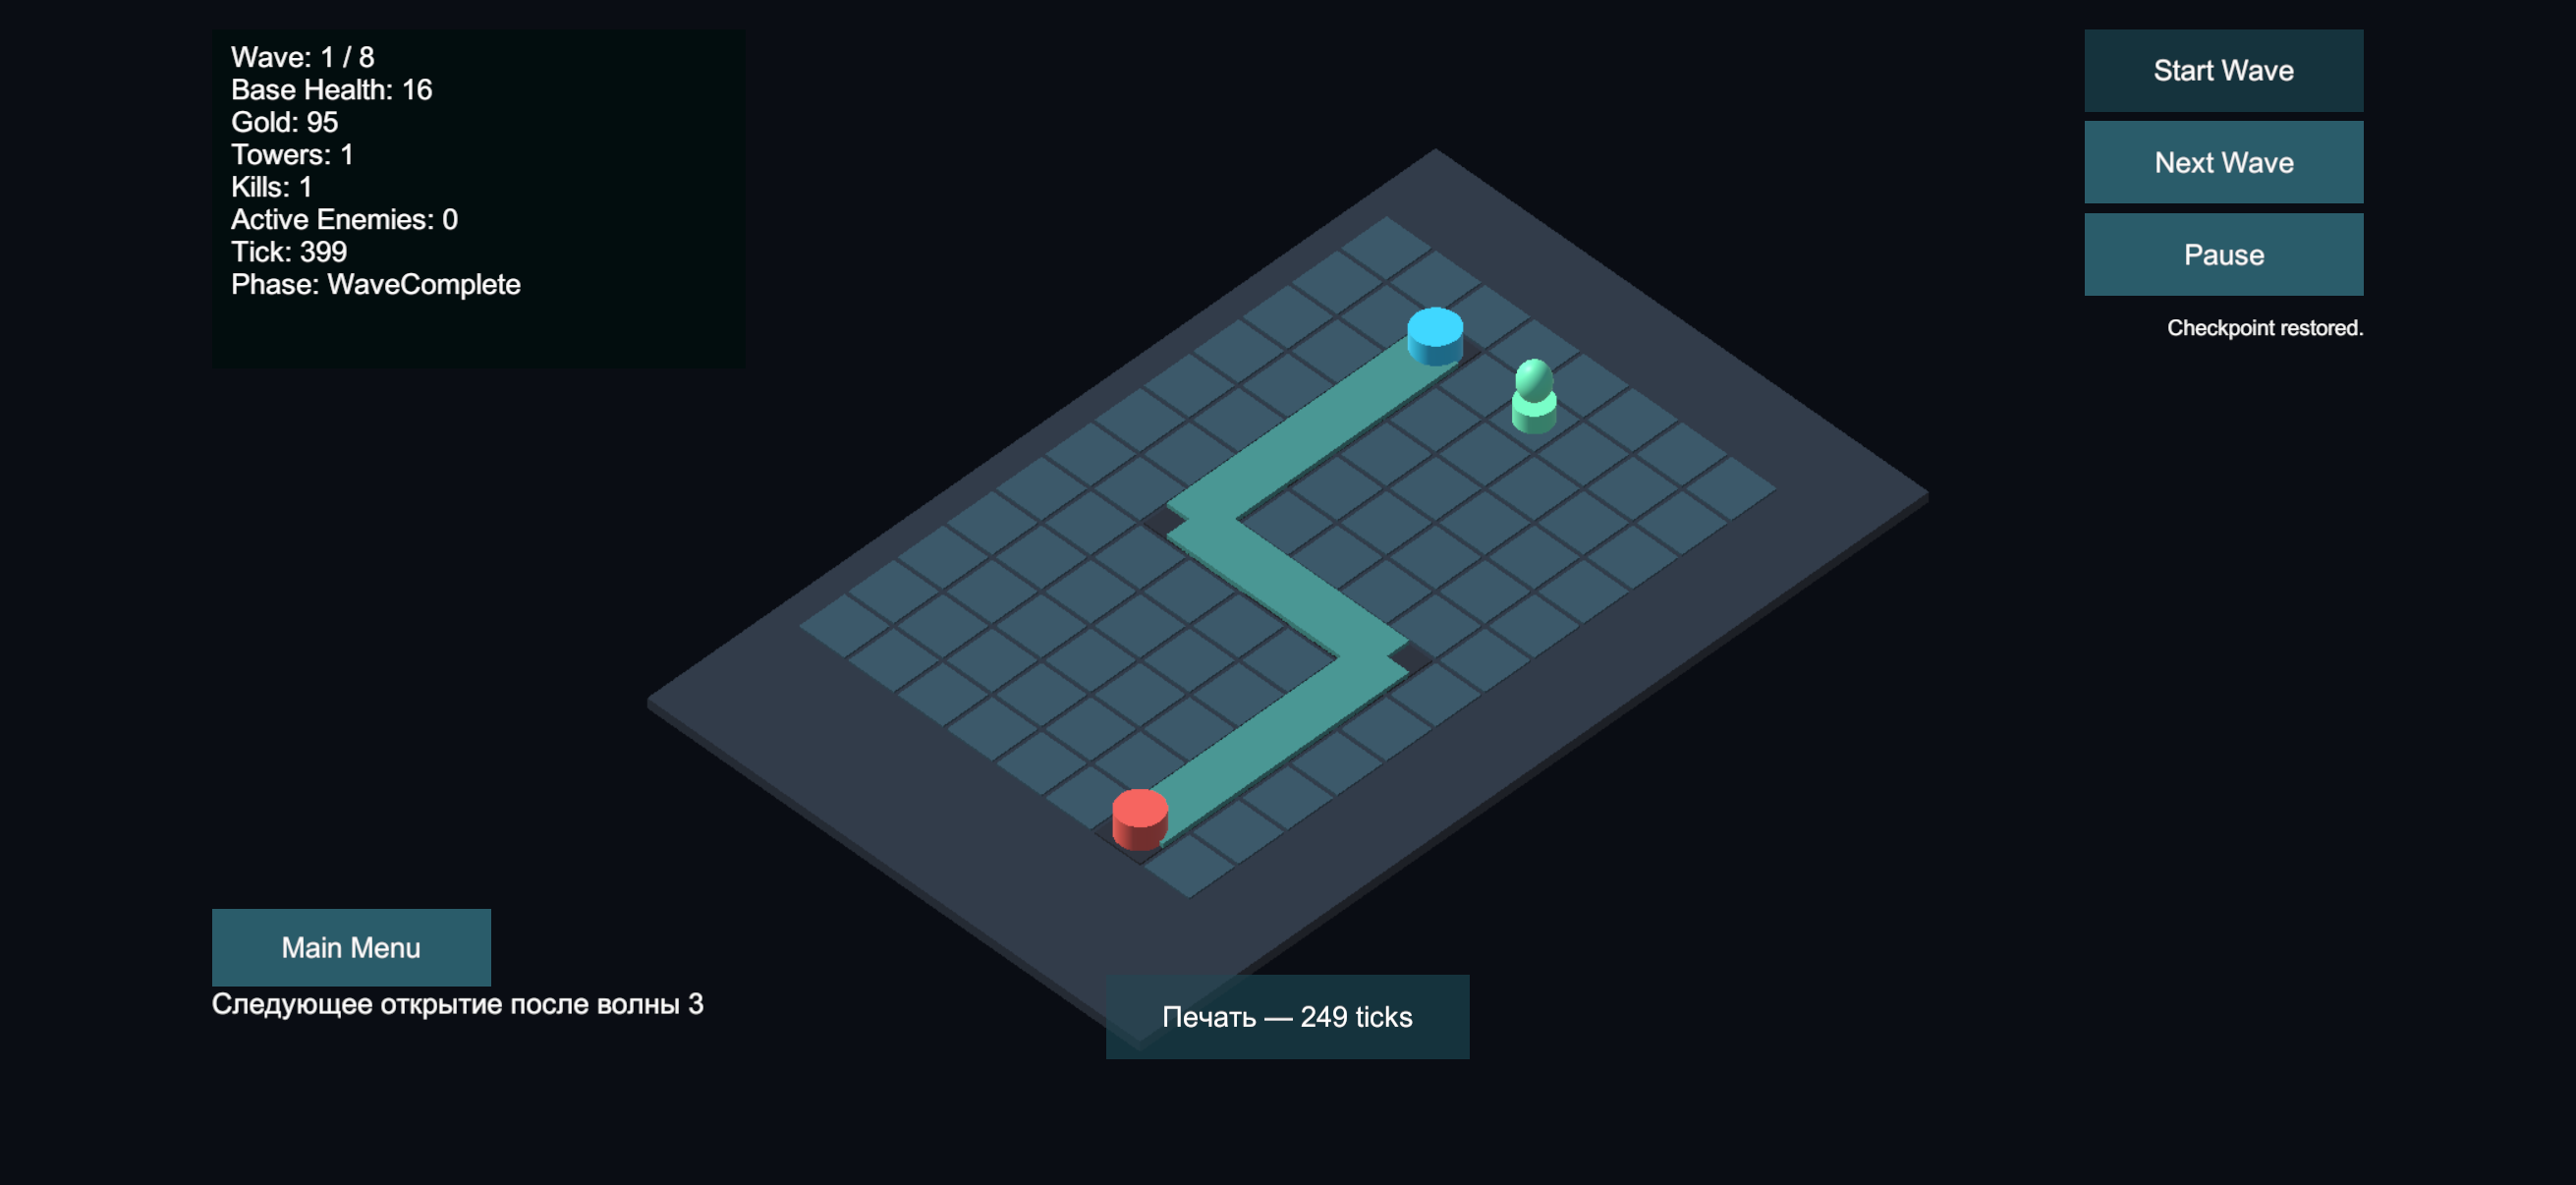 Wave: 1 / 8
Base Health: 16
Gold: 95
Towers: 1
Kills: 1
Active Enemies: 0
Tick: 399
Phase: WaveComplete
Start Wave
Next Wave
Pause
Checkpoint restored.
Main Menu
Следующее открытие после волны 3
Печать — 249 ticks